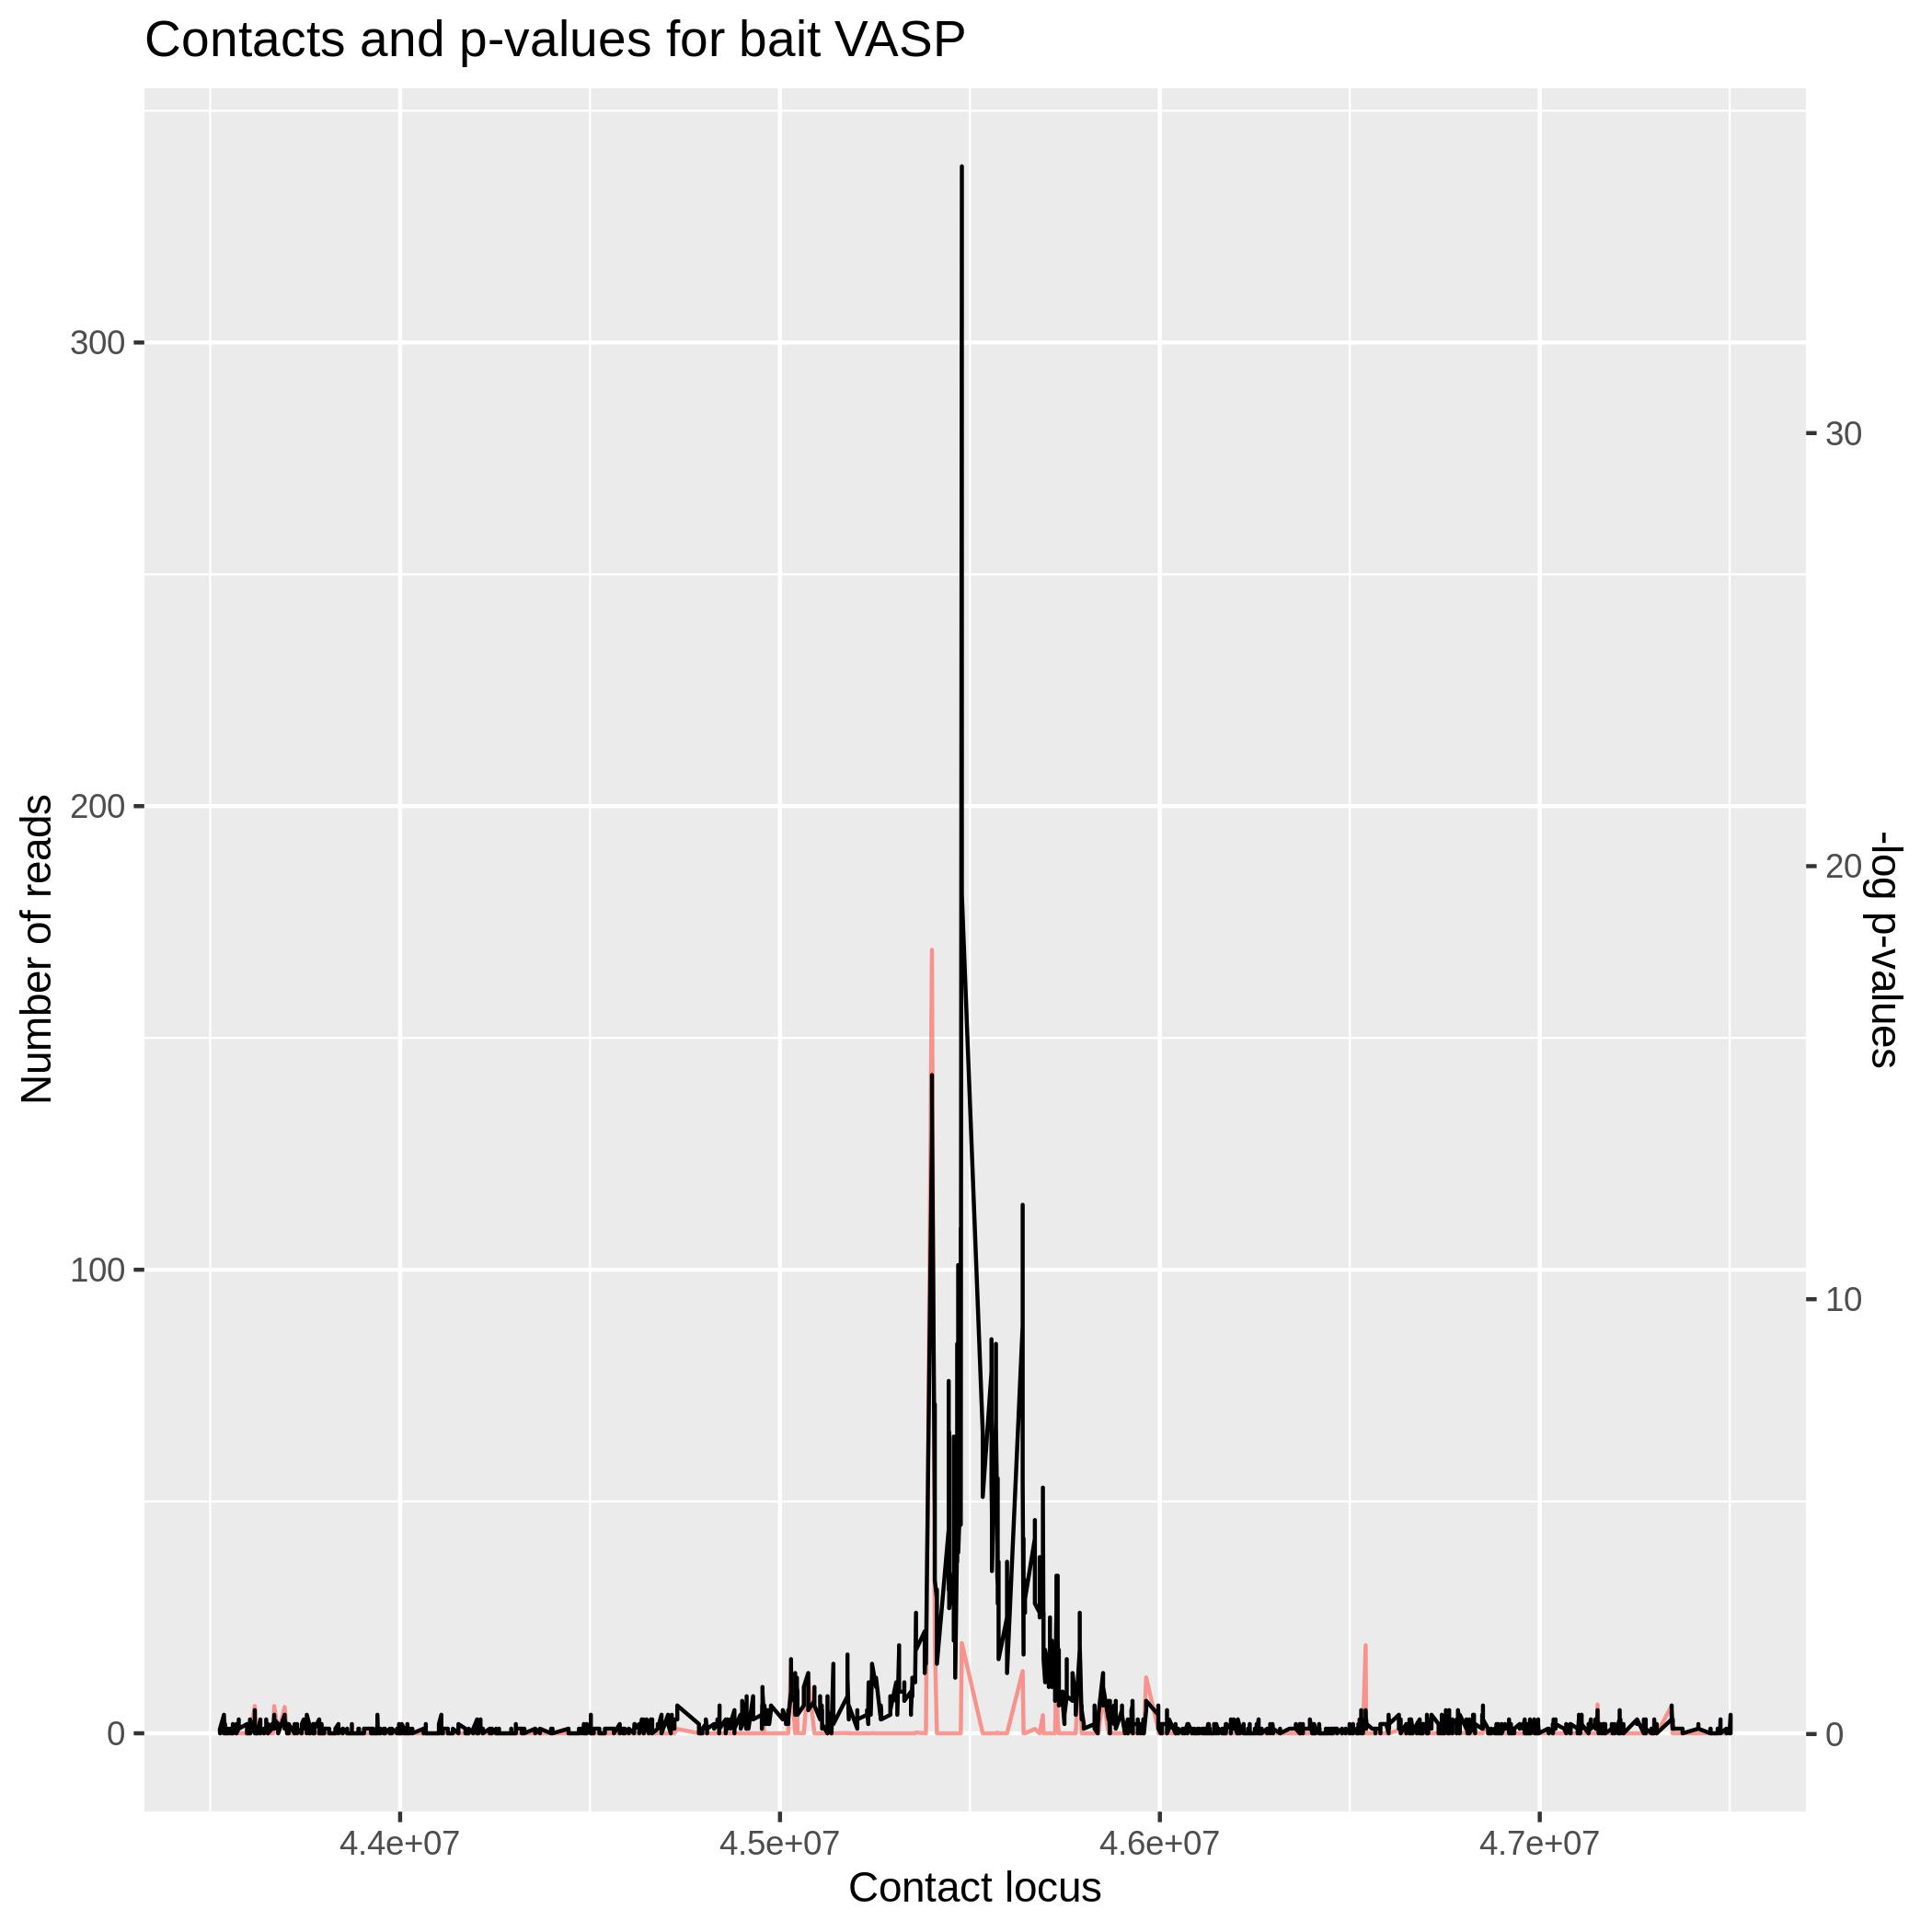 Contacts and p-values for bait VASP
300
200
100
0
Number of reads
30
20
10
0
-log p-values
4.4e+07
4.5e+07
4.6e+07
4.7e+07
Contact locus